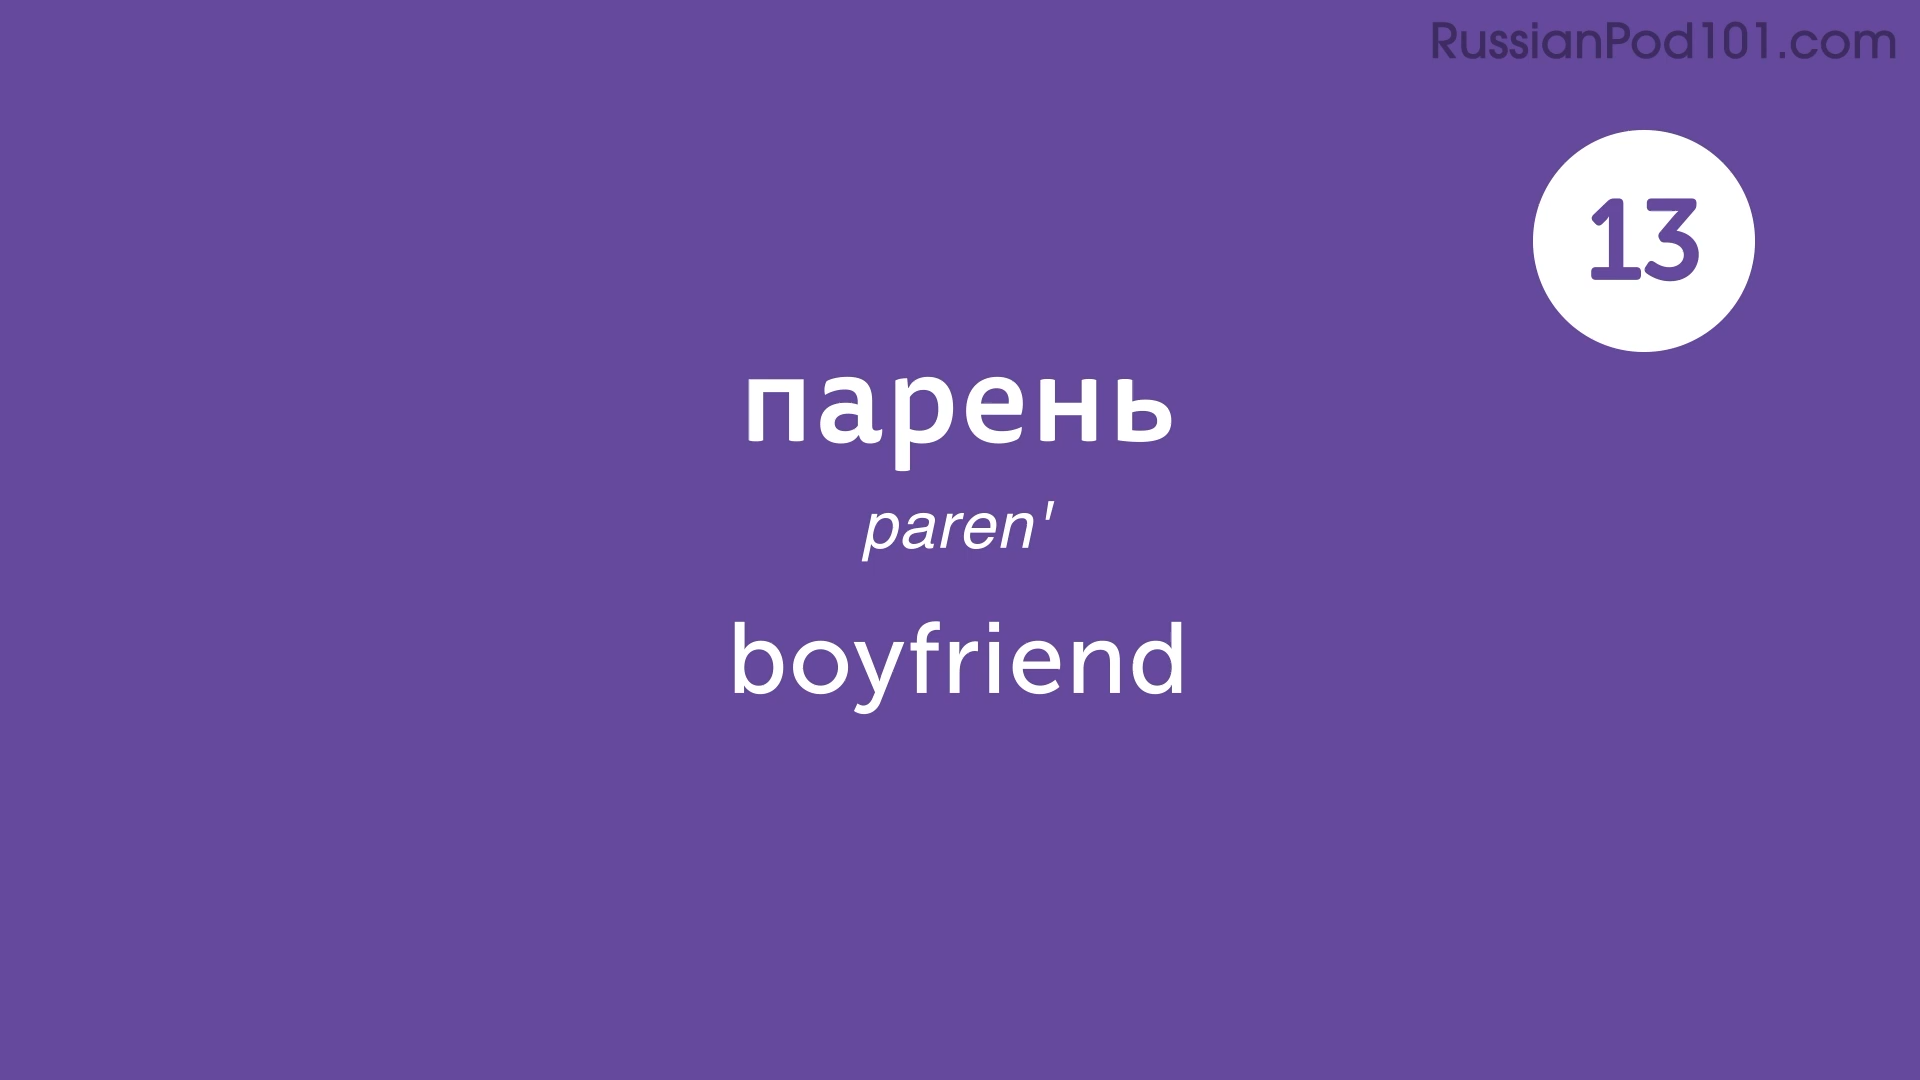 RussianPod101.com
13
парень
paren'
boyfriend